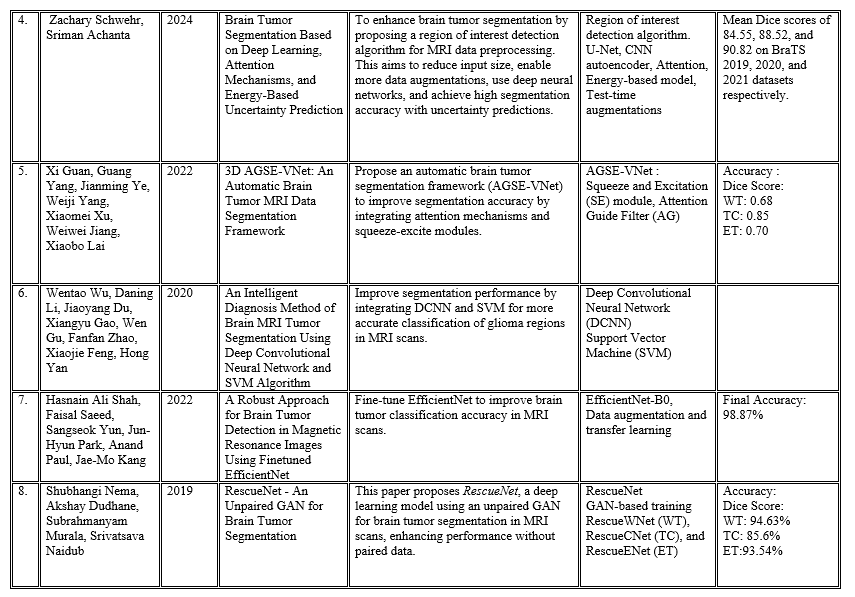 4.
Zachary Schwehr,
Sriman Achanta
2024
Brain Tumor
Segmentation Based
on Deep Learning,
Attention
Mechanisms, and
Energy-Based
Uncertainty Prediction
To enhance brain tumor segmentation by
proposing a region of interest detection
algorithm for MRI data preprocessing.
This aims to reduce input size, enable
more data augmentations, use deep neural
networks, and achieve high segmentation
accuracy with uncertainty predictions.
Region of interest
detection algorithm.
U-Net, CNN
autoencoder, Attention,
Energy-based model,
Test-time
augmentations
Mean Dice scores of
84.55, 88.52, and
90.82 on BraTS
2019, 2020, and
2021 datasets
respectively.
5.
Xi Guan, Guang
Yang, Jianming Ye,
Weiji Yang,
Xiaomei Xu,
Weiwei Jiang,
Xiaobo Lai
2022
3D AGSE-VNet: An
Automatic Brain
Tumor MRI Data
Segmentation
Framework
Propose an automatic brain tumor
segmentation framework (AGSE-VNet)
to improve segmentation accuracy by
integrating attention mechanisms and
squeeze-excite modules.
AGSE-VNet :
Squeeze and Excitation
(SE) module, Attention
Guide Filter (AG)
Accuracy :
Dice Score:
WT: 0.68
TC: 0.85
ET: 0.70
6.
Wentao Wu, Daning
Li, Jiaoyang Du,
Xiangyu Gao, Wen
Gu, Fanfan Zhao,
Xiaojie Feng, Hong
Yan
2020
An Intelligent
Diagnosis Method of
Brain MRI Tumor
Segmentation Using
Deep Convolutional
Neural Network and
SVM Algorithm
Improve segmentation performance by
integrating DCNN and SVM for more
accurate classification of glioma regions
in MRI scans.
Deep Convolutional
Neural Network
(DCNN)
Support Vector
Machine (SVM)
7.
Hasnain Ali Shah,
Faisal Saeed,
Sangseok Yun, Jun-
Hyun Park, Anand
Paul, Jae-Mo Kang
2022
A Robust Approach
for Brain Tumor
Detection in Magnetic
Resonance Images
Using Finetuned
EfficientNet
Fine-tune EfficientNet to improve brain
tumor classification accuracy in MRI
scans.
EfficientNet-B0,
Data augmentation and
transfer learning
Final Accuracy:
98.87%
8.
Shubhangi Nema,
Akshay Dudhane,
Subrahmanyam
Murala, Srivatsava
Naidub
2019
RescueNet - An
Unpaired GAN for
Brain Tumor
Segmentation
This paper proposes RescueNet, a deep
learning model using an unpaired GAN
for brain tumor segmentation in MRI
scans, enhancing performance without
paired data.
RescueNet
GAN-based training
RescueWNet (WT),
RescueCNet (TC), and
RescueENet (ET)
Accuracy:
Dice Score:
WT: 94.63%
TC: 85.6%
ET:93.54%